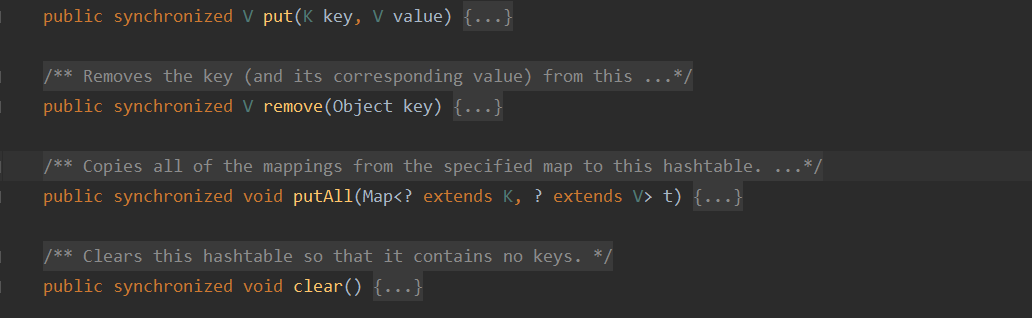 public synchronized V put(K key, V value) {...}
/** Removes the key (and its corresponding value) from this ...*/
public synchronized V remove(Object key) {...}
/** Copies all of the mappings from the specified map to this hashtable. ...*/
public synchronized void putAll(Map<? extends K, ? extends V> t) {...}
/** Clears this hashtable so that it contains no keys. */
public synchronized void clear() {...}